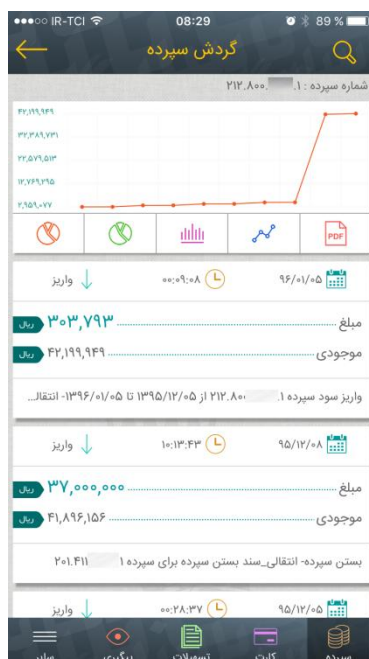 IR-TCI 08:29 89 %
گردش سپرده
شماره سپرده : ۲۱۲.۸۰۰. .۱
۴۲,۱۹۹,۹۴۹
۳۲,۳۸۹,۷۳۱
۲۲,۵۷۹,۵۱۳
۱۲,۷۶۹,۲۹۵
۲,۹۵۹,۰۷۷
PDF
۹۶/۰۱/۰۵ ۰۰:۰۹:۰۸ واریز
مبلغ ۳۰۳,۷۹۳ ریال
موجودی ۴۲,۱۹۹,۹۴۹ ریال
واریز سود سپرده ۱. ۲۱۲.۸۰۰ از ۱۳۹۵/۱۲/۰۵ تا ۱۳۹۶/۰۱/۰۵- انتقالا...
۹۵/۱۲/۰۸ ۱۰:۱۳:۴۳ واریز
مبلغ ۳۷,۰۰۰,۰۰۰ ریال
موجودی ۴۱,۸۹۶,۱۵۶ ریال
بستن سپرده- انتقالی_سند بستن سپرده برای سپرده ۱ ۲۰۱.۴۱۱
۹۵/۱۲/۰۵ ۰۰:۲۸:۳۷ واریز
سپرده کارت تسهیلات پیگیری سایر